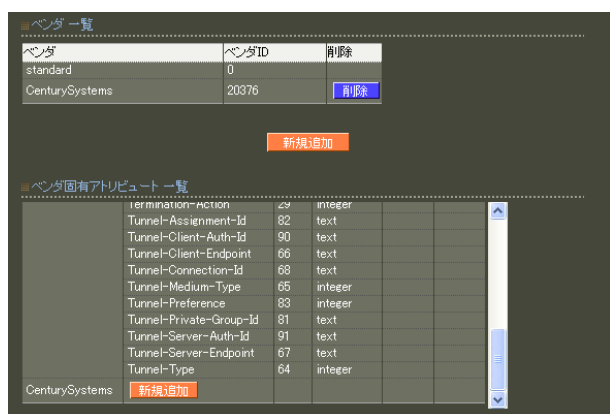 ベンダ 一覧
ベンダ ベンダID 削除
standard 0
CenturySystems 20376 削除
新規追加
ベンダ固有アトリビュート 一覧
Termination-Action 29 integer
Tunnel-Assignment-Id 82 text
Tunnel-Client-Auth-Id 90 text
Tunnel-Client-Endpoint 66 text
Tunnel-Connection-Id 68 text
Tunnel-Medium-Type 65 integer
Tunnel-Preference 83 integer
Tunnel-Private-Group-Id 81 text
Tunnel-Server-Auth-Id 91 text
Tunnel-Server-Endpoint 67 text
Tunnel-Type 64 integer
CenturySystems 新規追加